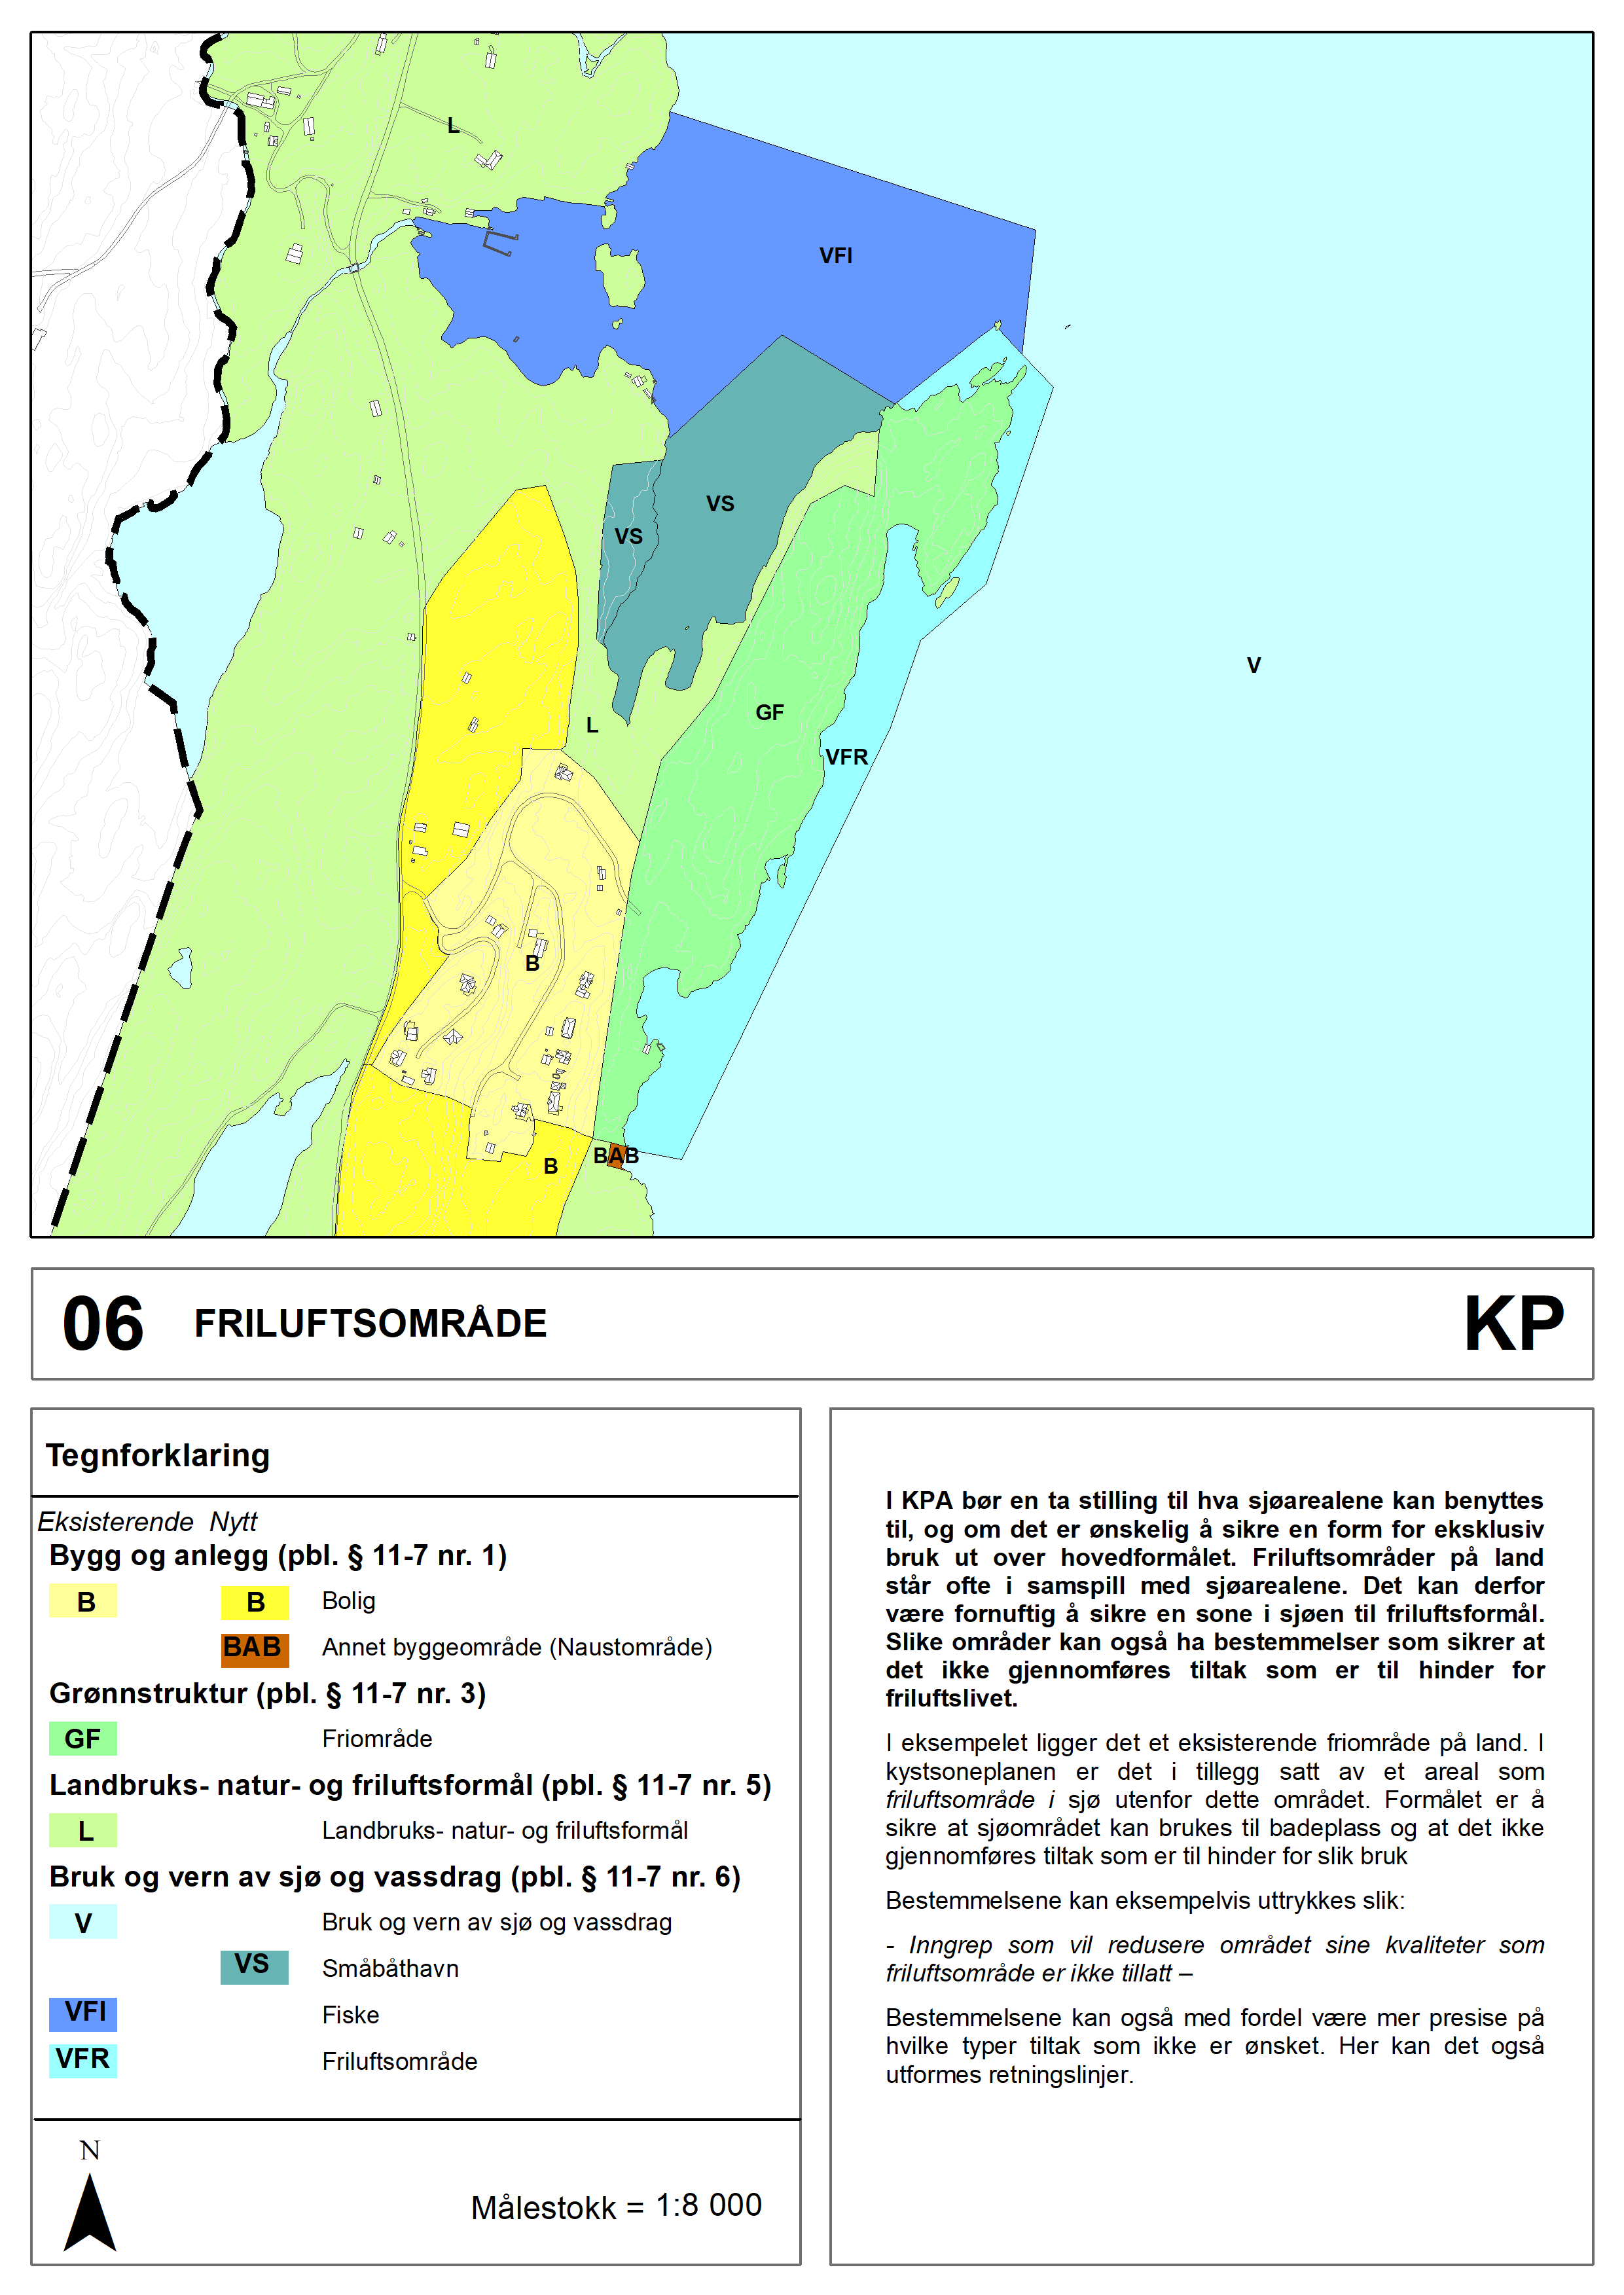 L
VFI
VS
VS
L
GF
V
VFR
B
B
BAB
06 FRILUFTSOMRÅDE KP
Tegnforklaring
Eksisterende Nytt
Bygg og anlegg (pbl. § 11-7 nr. 1)
B B Bolig
BAB Annet byggeområde (Naustområde)
Grønnstruktur (pbl. § 11-7 nr. 3)
GF Friområde
Landbruks- natur- og friluftsformål (pbl. § 11-7 nr. 5)
L Landbruks- natur- og friluftsformål
Bruk og vern av sjø og vassdrag (pbl. § 11-7 nr. 6)
V Bruk og vern av sjø og vassdrag
VS Småbåthavn
VFI Fiske
VFR Friluftsområde
N
Målestokk = 1:8 000
I KPA bør en ta stilling til hva sjøarealene kan benyttes
til, og om det er ønskelig å sikre en form for eksklusiv
bruk ut over hovedformålet. Friluftsområder på land
står ofte i samspill med sjøarealene. Det kan derfor
være fornuftig å sikre en sone i sjøen til friluftsformål.
Slike områder kan også ha bestemmelser som sikrer at
det ikke gjennomføres tiltak som er til hinder for
friluftslivet.
I eksempelet ligger det et eksisterende friområde på land. I
kystsoneplanen er det i tillegg satt av et areal som
friluftsområde i sjø utenfor dette området. Formålet er å
sikre at sjøområdet kan brukes til badeplass og at det ikke
gjennomføres tiltak som er til hinder for slik bruk
Bestemmelsene kan eksempelvis uttrykkes slik:
- Inngrep som vil redusere området sine kvaliteter som
friluftsområde er ikke tillatt –
Bestemmelsene kan også med fordel være mer presise på
hvilke typer tiltak som ikke er ønsket. Her kan det også
utformes retningslinjer.